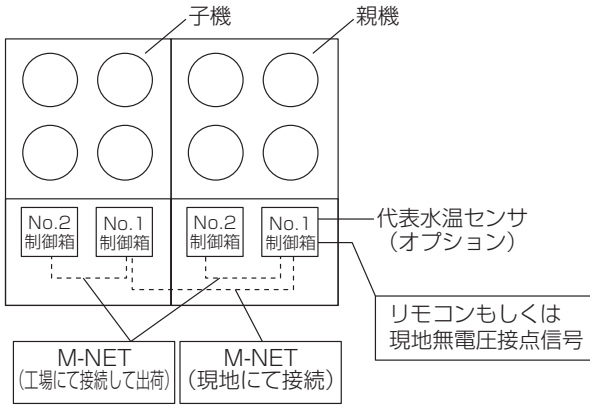 子機
親機
No.2
制御箱
No.1
制御箱
No.2
制御箱
No.1
制御箱
代表水温センサ
（オプション）
リモコンもしくは
現地無電圧接点信号
M-NET
（工場にて接続して出荷）
M-NET
（現地にて接続）